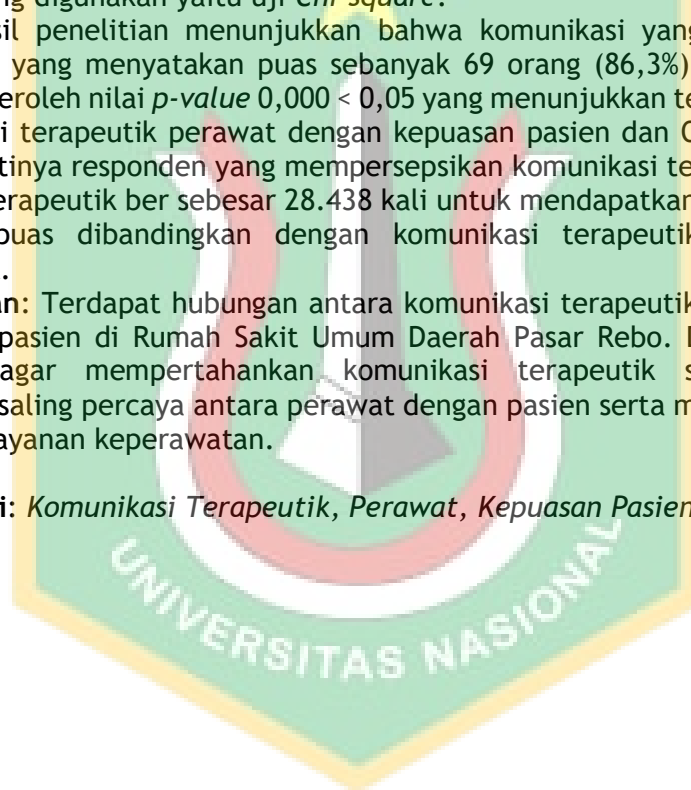 ng digunakan yaitu uji Chi-square.
sil penelitian menunjukkan bahwa komunikasi yang
yang menyatakan puas sebanyak 69 orang (86,3%)
eroleh nilai p-value 0,000 < 0,05 yang menunjukkan te
i terapeutik perawat dengan kepuasan pasien dan
tinya responden yang mempersepsikan komunikasi te
erapeutik ber sebesar 28.438 kali untuk mendapatkan
puas dibandingkan dengan komunikasi terapeutik
.
an: Terdapat hubungan antara komunikasi terapeutik
pasien di Rumah Sakit Umum Daerah Pasar Rebo.
agar mempertahankan komunikasi terapeutik s
saling percaya antara perawat dengan pasien serta m
ayanan keperawatan.
i: Komunikasi Terapeutik, Perawat, Kepuasan Pasien
UNIVERSITAS NASIONAL